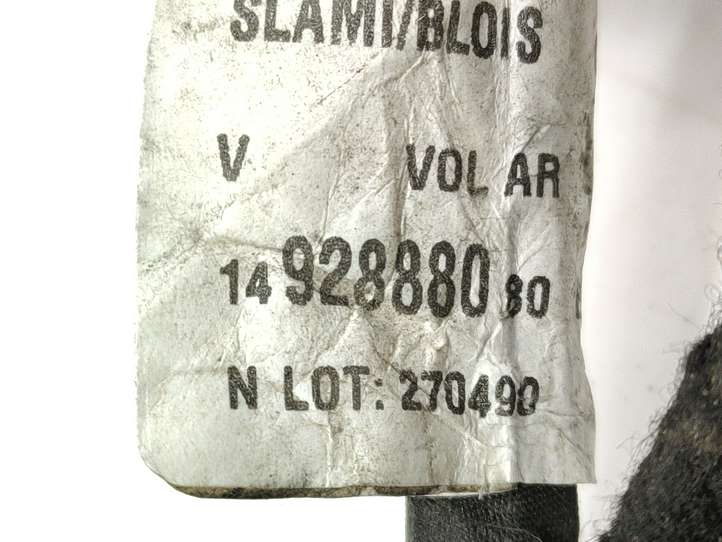 SLAMI/BLOIS
V VOL AR
14 928880 80
N LOT: 270490